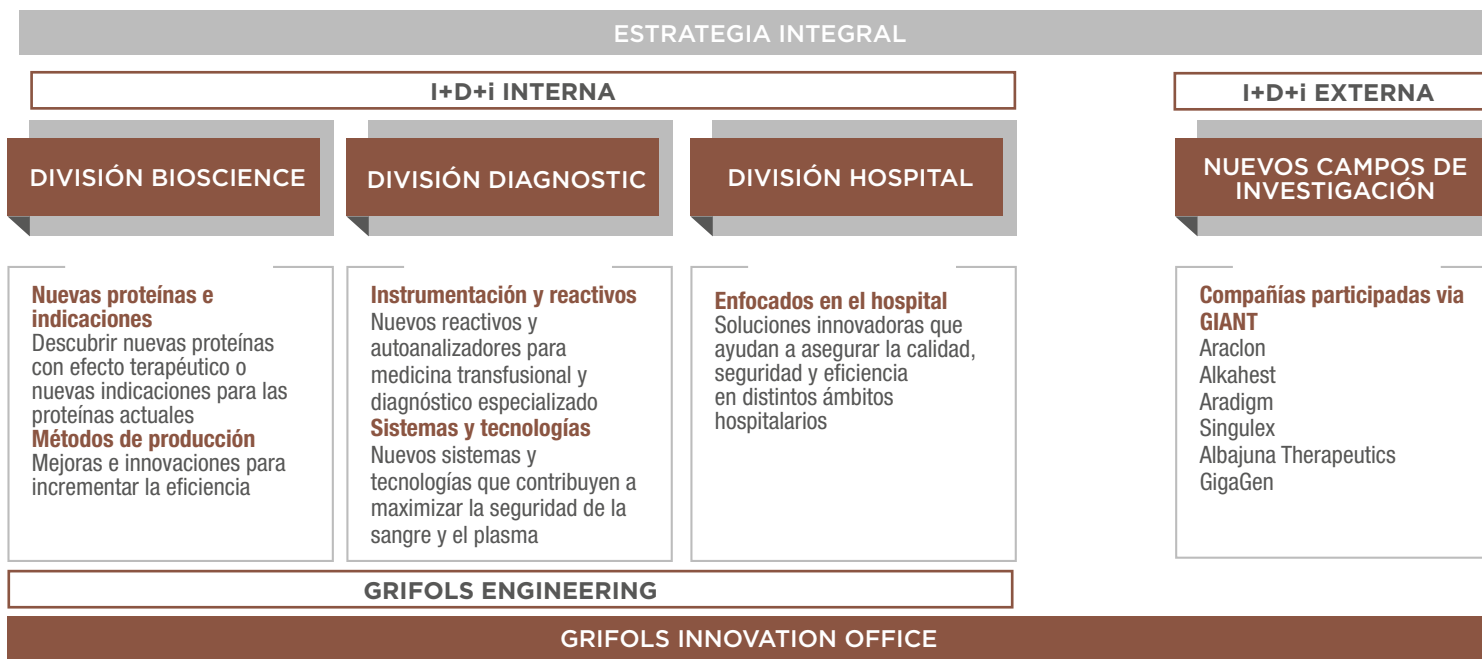 ESTRATEGIA INTEGRAL
I+D+i INTERNA
DIVISIÓN BIOSCIENCE
Nuevas proteínas e
indicaciones
Descubrir nuevas proteínas
con efecto terapéutico o
nuevas indicaciones para las
proteínas actuales
Métodos de producción
Mejoras e innovaciones para
incrementar la eficiencia
DIVISIÓN DIAGNOSTIC
Instrumentación y reactivos
Nuevos reactivos y
autoanalizadores para
medicina transfusional y
diagnóstico especializado
Sistemas y tecnologías
Nuevos sistemas y
tecnologías que contribuyen a
maximizar la seguridad de la
sangre y el plasma
DIVISIÓN HOSPITAL
Enfocados en el hospital
Soluciones innovadoras que
ayudan a asegurar la calidad,
seguridad y eficiencia
en distintos ámbitos
hospitalarios
I+D+i EXTERNA
NUEVOS CAMPOS DE
INVESTIGACIÓN
Compañías participadas via
GIANT
Araclon
Alkahest
Aradigm
Singulex
Albajuna Therapeutics
GigaGen
GRIFOLS ENGINEERING
GRIFOLS INNOVATION OFFICE